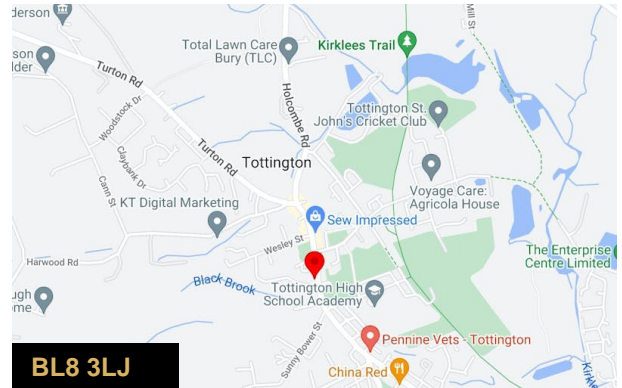 Mill St
Total Lawn Care
Bury (TLC)
Kirklees Trail
Turton Rd
Holcombe Rd
Woodstock Dr
Tottington St.
John's Cricket Club
Turton Rd
Claybank Dr
Tottington
Cann St
KT Digital Marketing
Voyage Care:
Agricola House
Sew Impressed
Wesley St
Harwood Rd
The Enterprise
Centre Limited
Black Brook
Tottington High
School Academy
Sunny Bower St
Pennine Vets - Tottington
China Red
BL8 3LJ